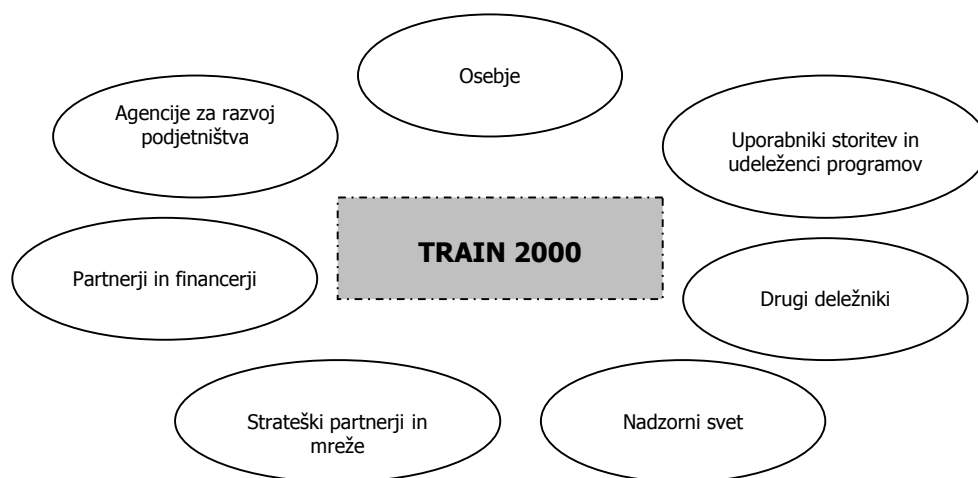 Osebje
Agencije za razvoj
podjetništva
Uporabniki storitev in
udeleženci programov
TRAIN 2000
Partnerji in financerji
Drugi deležniki
Strateški partnerji in
mreže
Nadzorni svet